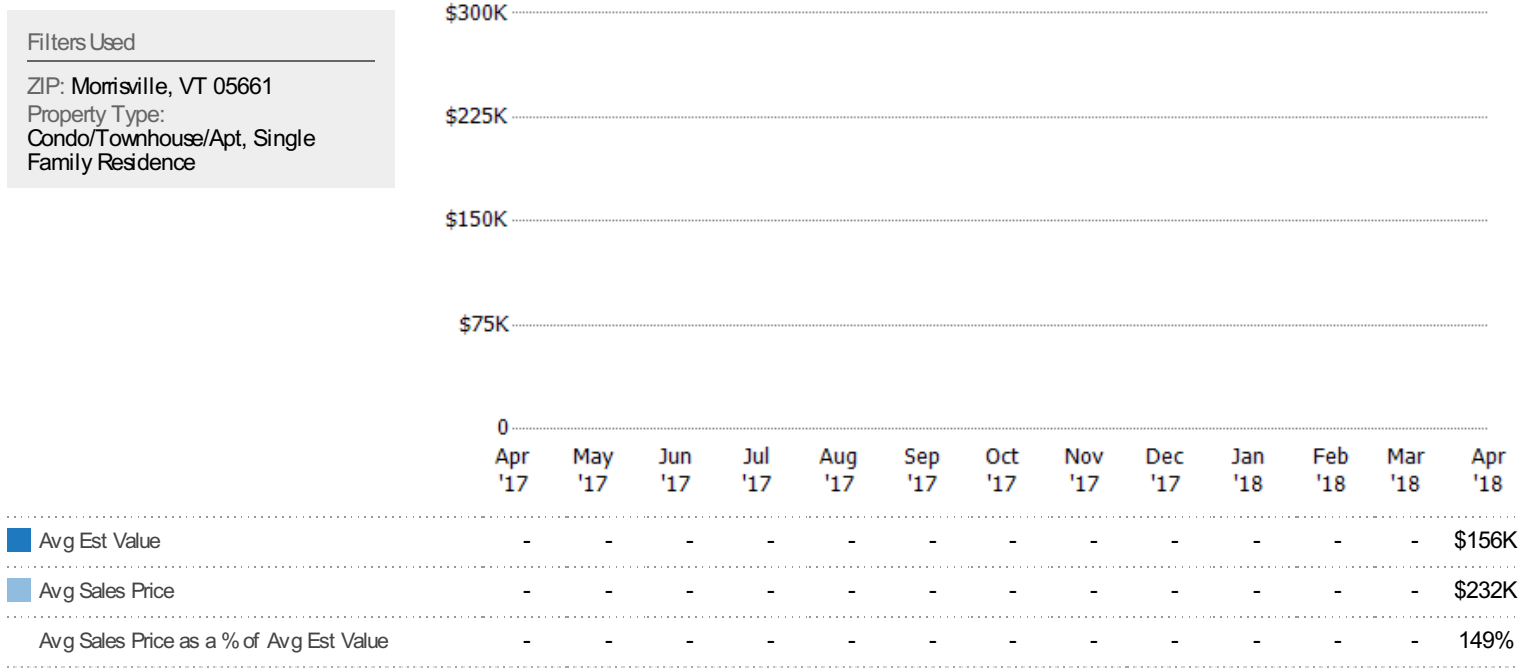 Filters Used
ZIP: Morrisville, VT 05661
Property Type:
Condo/Townhouse/Apt, Single
Family Residence
$300K
$225K
$150K
$75K
0
Apr May Jun Jul Aug Sep Oct Nov Dec Jan Feb Mar Apr
'17 '17 '17 '17 '17 '17 '17 '17 '17 '18 '18 '18 '18
Avg Est Value - - - - - - - - - - - - $156K
Avg Sales Price - - - - - - - - - - - - $232K
Avg Sales Price as a % of Avg Est Value - - - - - - - - - - - - 149%